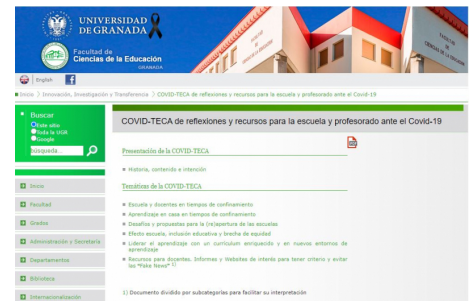 UNIVERSIDAD
DE GRANADA
Facultad de
Ciencias de la Educación
GRANADA
English
Inicio > Innovación, Investigación y Transferencia > COVID-TECA de reflexiones y recursos para la escuela y profesorado ante el Covid-19
Buscar
Este sitio
Toda la UGR
Google
búsqueda...
Inicio
Facultad
Grados
Administración y Secretaría
Departamentos
Biblioteca
Internacionalización
COVID-TECA de reflexiones y recursos para la escuela y profesorado ante el Covid-19
Presentación de la COVID-TECA
Historia, contenido e intención
Temáticas de la COVID-TECA
Escuela y docentes en tiempos de confinamiento
Aprendizaje en casa en tiempos de confinamiento
Desafíos y propuestas para la (re)apertura de las escuelas
Efecto escuela, inclusión educativa y brecha de equidad
Liderar el aprendizaje con un currículum enriquecido y en nuevos entornos de
aprendizaje
Recursos para docentes, Informes y Websites de interés para tener criterio y evitar
las "Fake News" 1)
1) Documento dividido por subcategorías para facilitar su interpretación